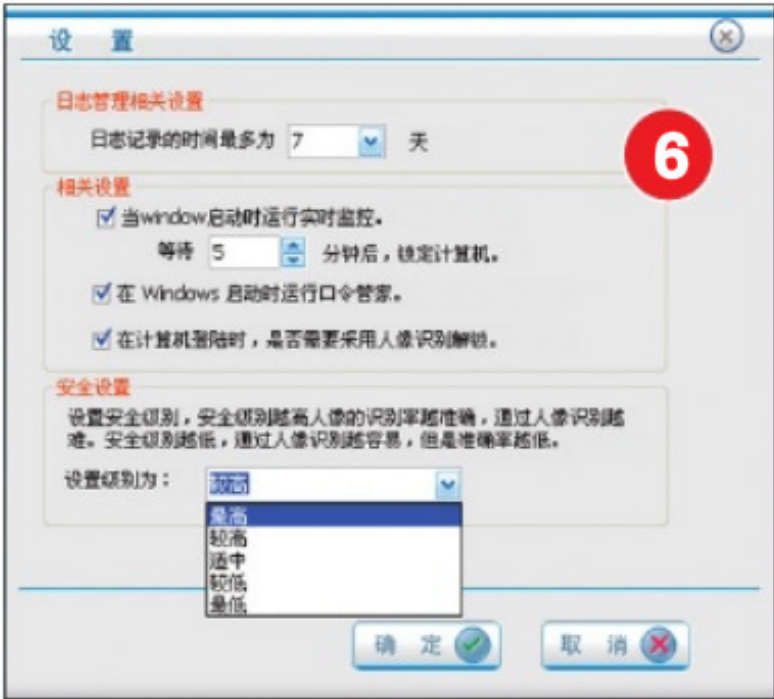 设 置
日志管理相关设置
日志记录的时间最多为 7 天
6
相关设置
当window启动时运行实时监控。
等待 5 分钟后，锁定计算机。
在 Windows 启动时运行口令管家。
在计算机登陆时，是否需要采用人像识别解锁。
安全设置
设置安全级别，安全级别越高人像的识别率越准确，通过人像识别越
难。安全级别越低，通过人像识别越容易，但是准确率越低。
设置级别为： 较高
最高
较高
适中
较低
最低
确 定
取 消